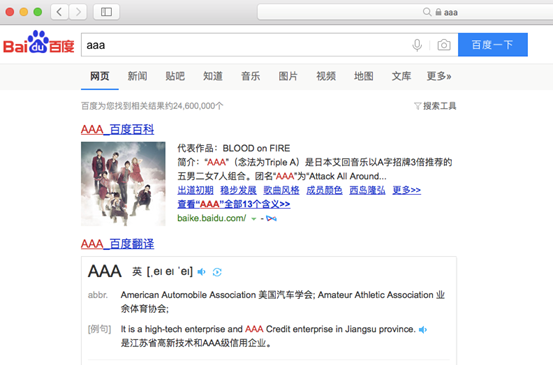 aaa
Bai du 百度
aaa
百度一下
网页 新闻 贴吧 知道 音乐 图片 视频 地图 文库 更多»
百度为您找到相关结果约24,600,000个 搜索工具
AAA_百度百科
代表作品：BLOOD on FIRE
简介：“AAA”（念法为Triple A）是日本艾回音乐以A字招牌3倍推荐的
五男二女7人组合。团名“AAA”为“Attack All Around...
出道初期 稳步发展 歌曲风格 成员颜色 西岛隆弘 更多>>
查看“AAA”全部13个含义>>
baike.baidu.com/
AAA_百度翻译
AAA 英 [ˌeɪ eɪ ˈeɪ]
abbr. American Automobile Association 美国汽车学会; Amateur Athletic Association 业
余体育协会;
[例句] It is a high-tech enterprise and AAA Credit enterprise in Jiangsu province.
是江苏省高新技术和AAA级信用企业。